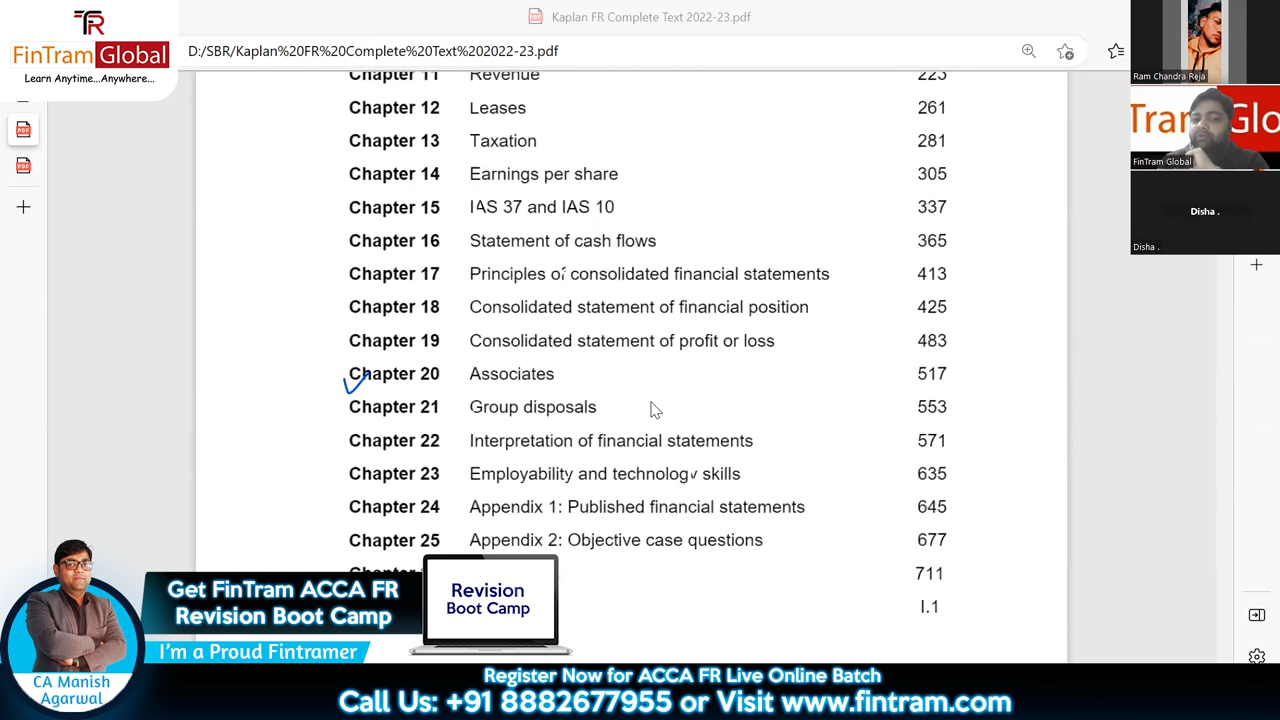 TR
FinTram Global
Learn Anytime...Anywhere...
Kaplan FR Complete Text 2022-23.pdf
D:/SBR/Kaplan%20FR%20Complete%20Text%202022-23.pdf
Chapter 11 Revenue 223
Chapter 12 Leases 261
Chapter 13 Taxation 281
Chapter 14 Earnings per share 305
Chapter 15 IAS 37 and IAS 10 337
Chapter 16 Statement of cash flows 365
Chapter 17 Principles of consolidated financial statements 413
Chapter 18 Consolidated statement of financial position 425
Chapter 19 Consolidated statement of profit or loss 483
Chapter 20 Associates 517
Chapter 21 Group disposals 553
Chapter 22 Interpretation of financial statements 571
Chapter 23 Employability and technology skills 635
Chapter 24 Appendix 1: Published financial statements 645
Chapter 25 Appendix 2: Objective case questions 677
711
I.1
Ram Chandra Reja
Tram Glo
FinTram Global
Disha .
Disha .
Get FinTram ACCA FR
Revision Boot Camp
I'm a Proud Fintramer
Revision
Boot Camp
CA Manish
Agarwal
Register Now for ACCA FR Live Online Batch
Call Us: +91 8882677955 or Visit www.fintram.com